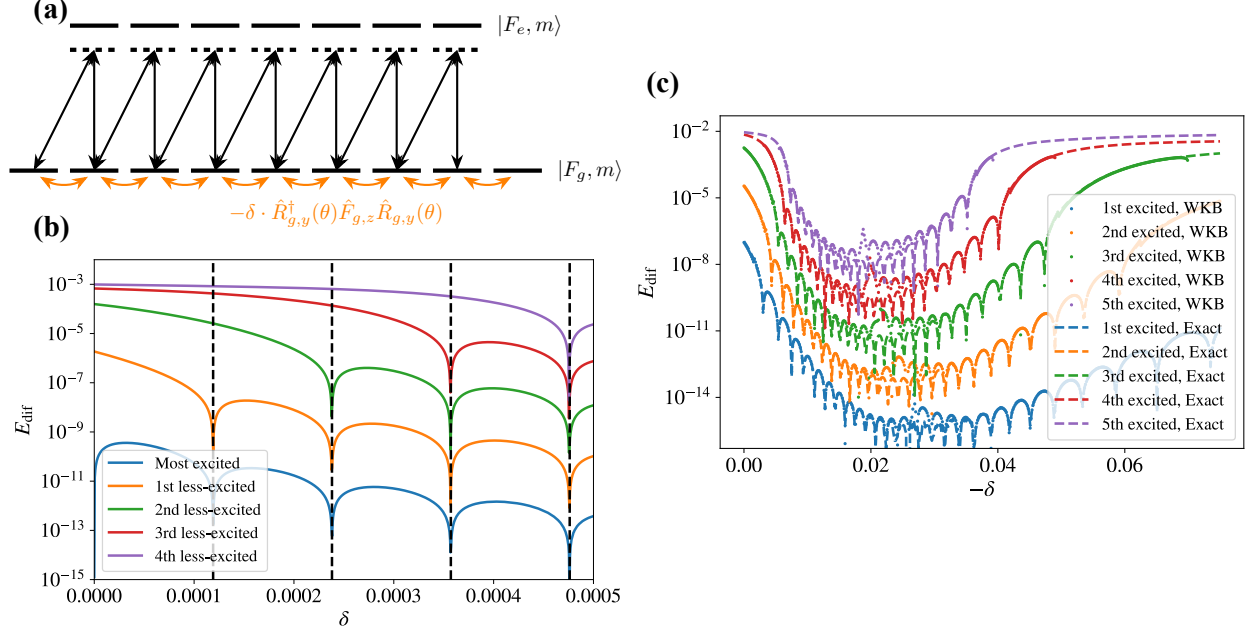 (a)
|F_e, m⟩
|F_g, m⟩
−δ · R̂†_{g,y}(θ)F̂_{g,z}R̂_{g,y}(θ)
(b)
10⁻³
10⁻⁵
10⁻⁷
10⁻⁹
10⁻¹¹
10⁻¹³
10⁻¹⁵
E_dif
Most excited
1st less-excited
2nd less-excited
3rd less-excited
4th less-excited
0.0000 0.0001 0.0002 0.0003 0.0004 0.0005
δ
(c)
10⁻²
10⁻⁵
10⁻⁸
10⁻¹¹
10⁻¹⁴
E_dif
1st excited, WKB
2nd excited, WKB
3rd excited, WKB
4th excited, WKB
5th excited, WKB
1st excited, Exact
2nd excited, Exact
3rd excited, Exact
4th excited, Exact
5th excited, Exact
0.00 0.02 0.04 0.06
−δ